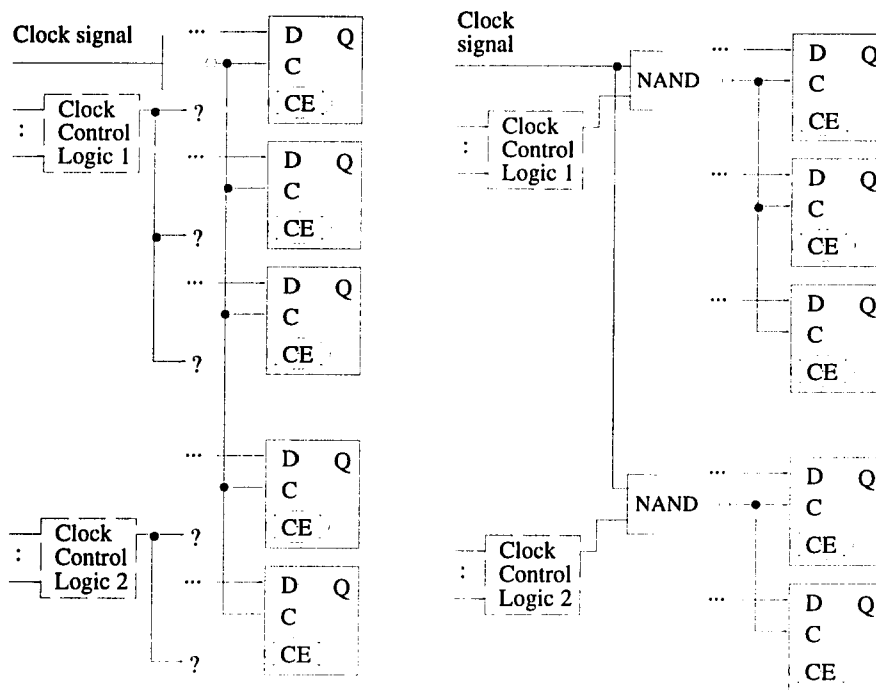 Clock signal
... D Q
C
CE
Clock
: Control
Logic 1
?
... D Q
C
CE
?
... D Q
C
CE
?
... D Q
C
CE
Clock
: Control
Logic 2
?
... D Q
C
CE
?
Clock
signal
NAND
... D Q
C
CE
Clock
: Control
Logic 1
... D Q
C
CE
... D Q
C
CE
NAND
... D Q
C
CE
Clock
: Control
Logic 2
... D Q
C
CE